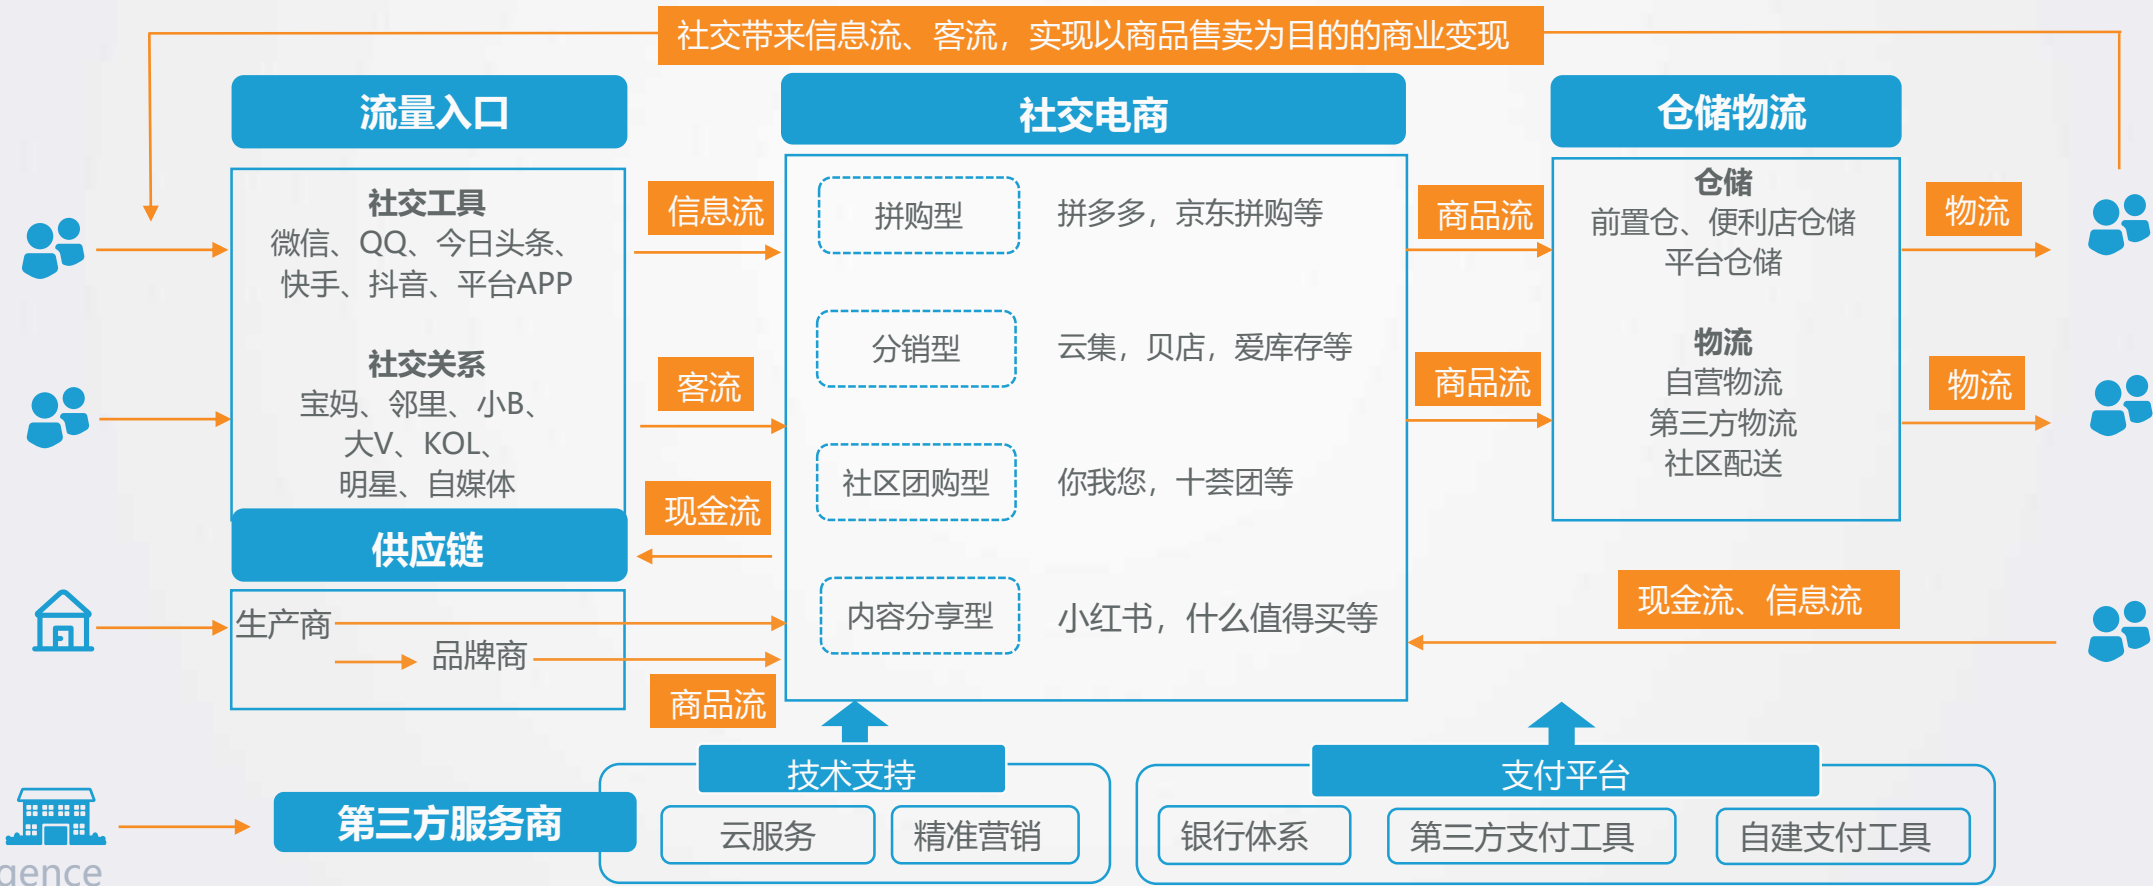 社交带来信息流、客流，实现以商品售卖为目的的商业变现
流量入口
社交工具
微信、QQ、今日头条、
快手、抖音、平台APP
社交关系
宝妈、邻里、小B、
大V、KOL、
明星、自媒体
供应链
生产商
品牌商
信息流
客流
现金流
商品流
社交电商
拼购型
拼多多，京东拼购等
分销型
云集，贝店，爱库存等
社区团购型
你我您，十荟团等
内容分享型
小红书，什么值得买等
商品流
商品流
仓储物流
仓储
前置仓、便利店仓储
平台仓储
物流
自营物流
第三方物流
社区配送
物流
物流
现金流、信息流
第三方服务商
技术支持
云服务
精准营销
支付平台
银行体系
第三方支付工具
自建支付工具
gence